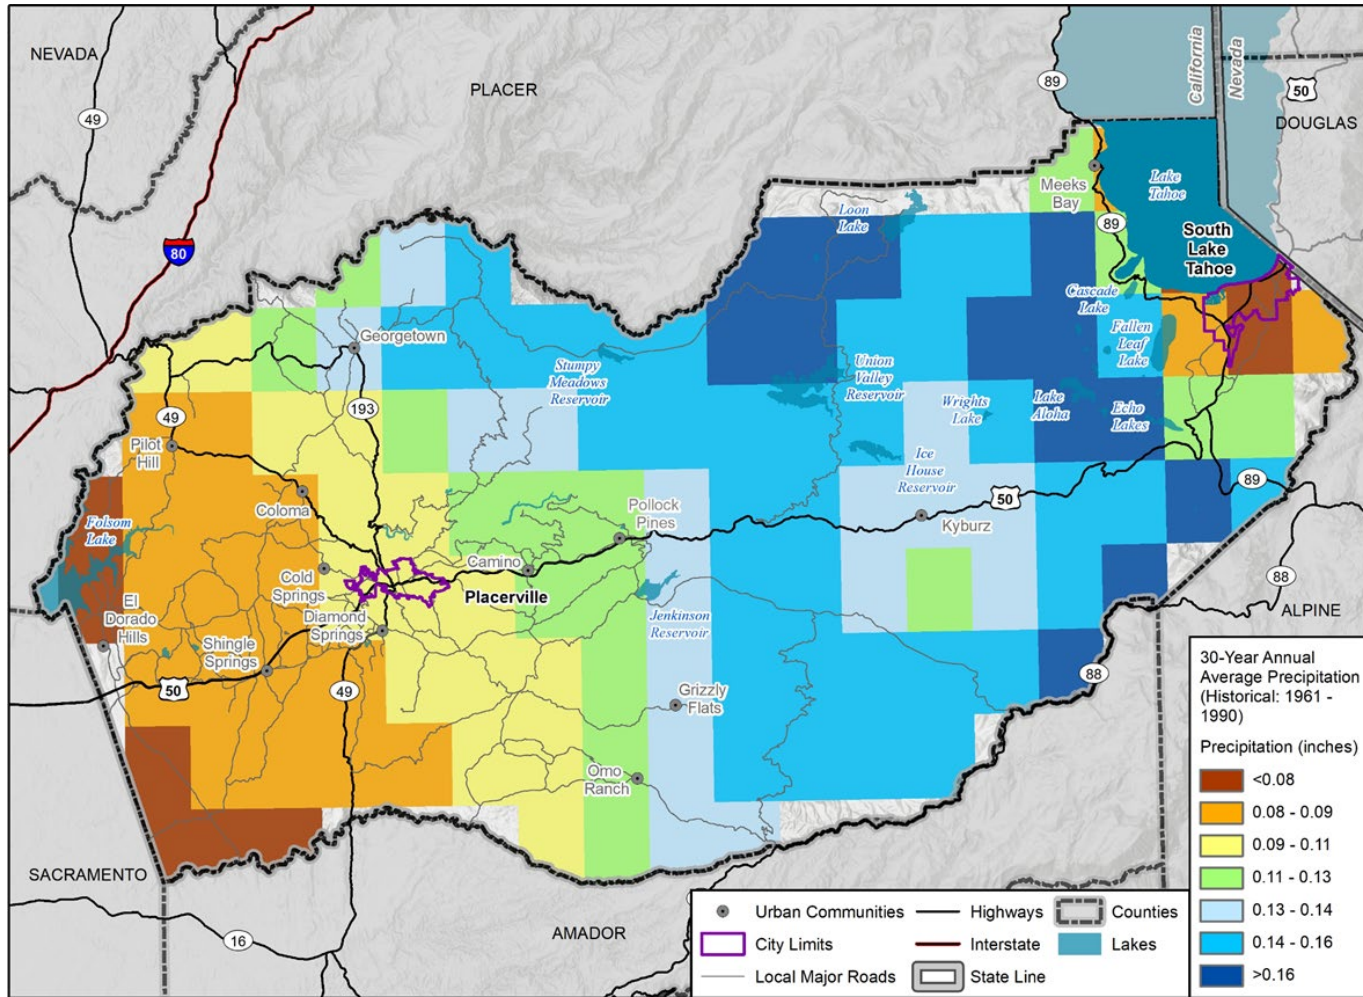 NEVADA
49
PLACER
89
California
Nevada
50
DOUGLAS
80
Meeks
Bay
Lake
Tahoe
Loon
Lake
89
South
Lake
Tahoe
Cascade
Lake
Fallen
Leaf
Lake
Georgetown
Stumpy
Meadows
Reservoir
Union
Valley
Reservoir
Wrights
Lake
Lake
Aloha
Echo
Lakes
49
193
Pilot
Hill
Ice
House
Reservoir
50
89
Coloma
Pollock
Pines
Kyburz
Folsom
Lake
Cold
Springs
Camino
Placerville
88
El
Dorado
Hills
Diamond
Springs
Jenkinson
Reservoir
ALPINE
Shingle
Springs
50
49
Grizzly
Flats
88
Omo
Ranch
SACRAMENTO
16
AMADOR
30-Year Annual
Average Precipitation
(Historical: 1961 -
1990)
Precipitation (inches)
<0.08
0.08 - 0.09
0.09 - 0.11
0.11 - 0.13
0.13 - 0.14
0.14 - 0.16
>0.16
Urban Communities
Highways
Counties
City Limits
Interstate
Lakes
Local Major Roads
State Line